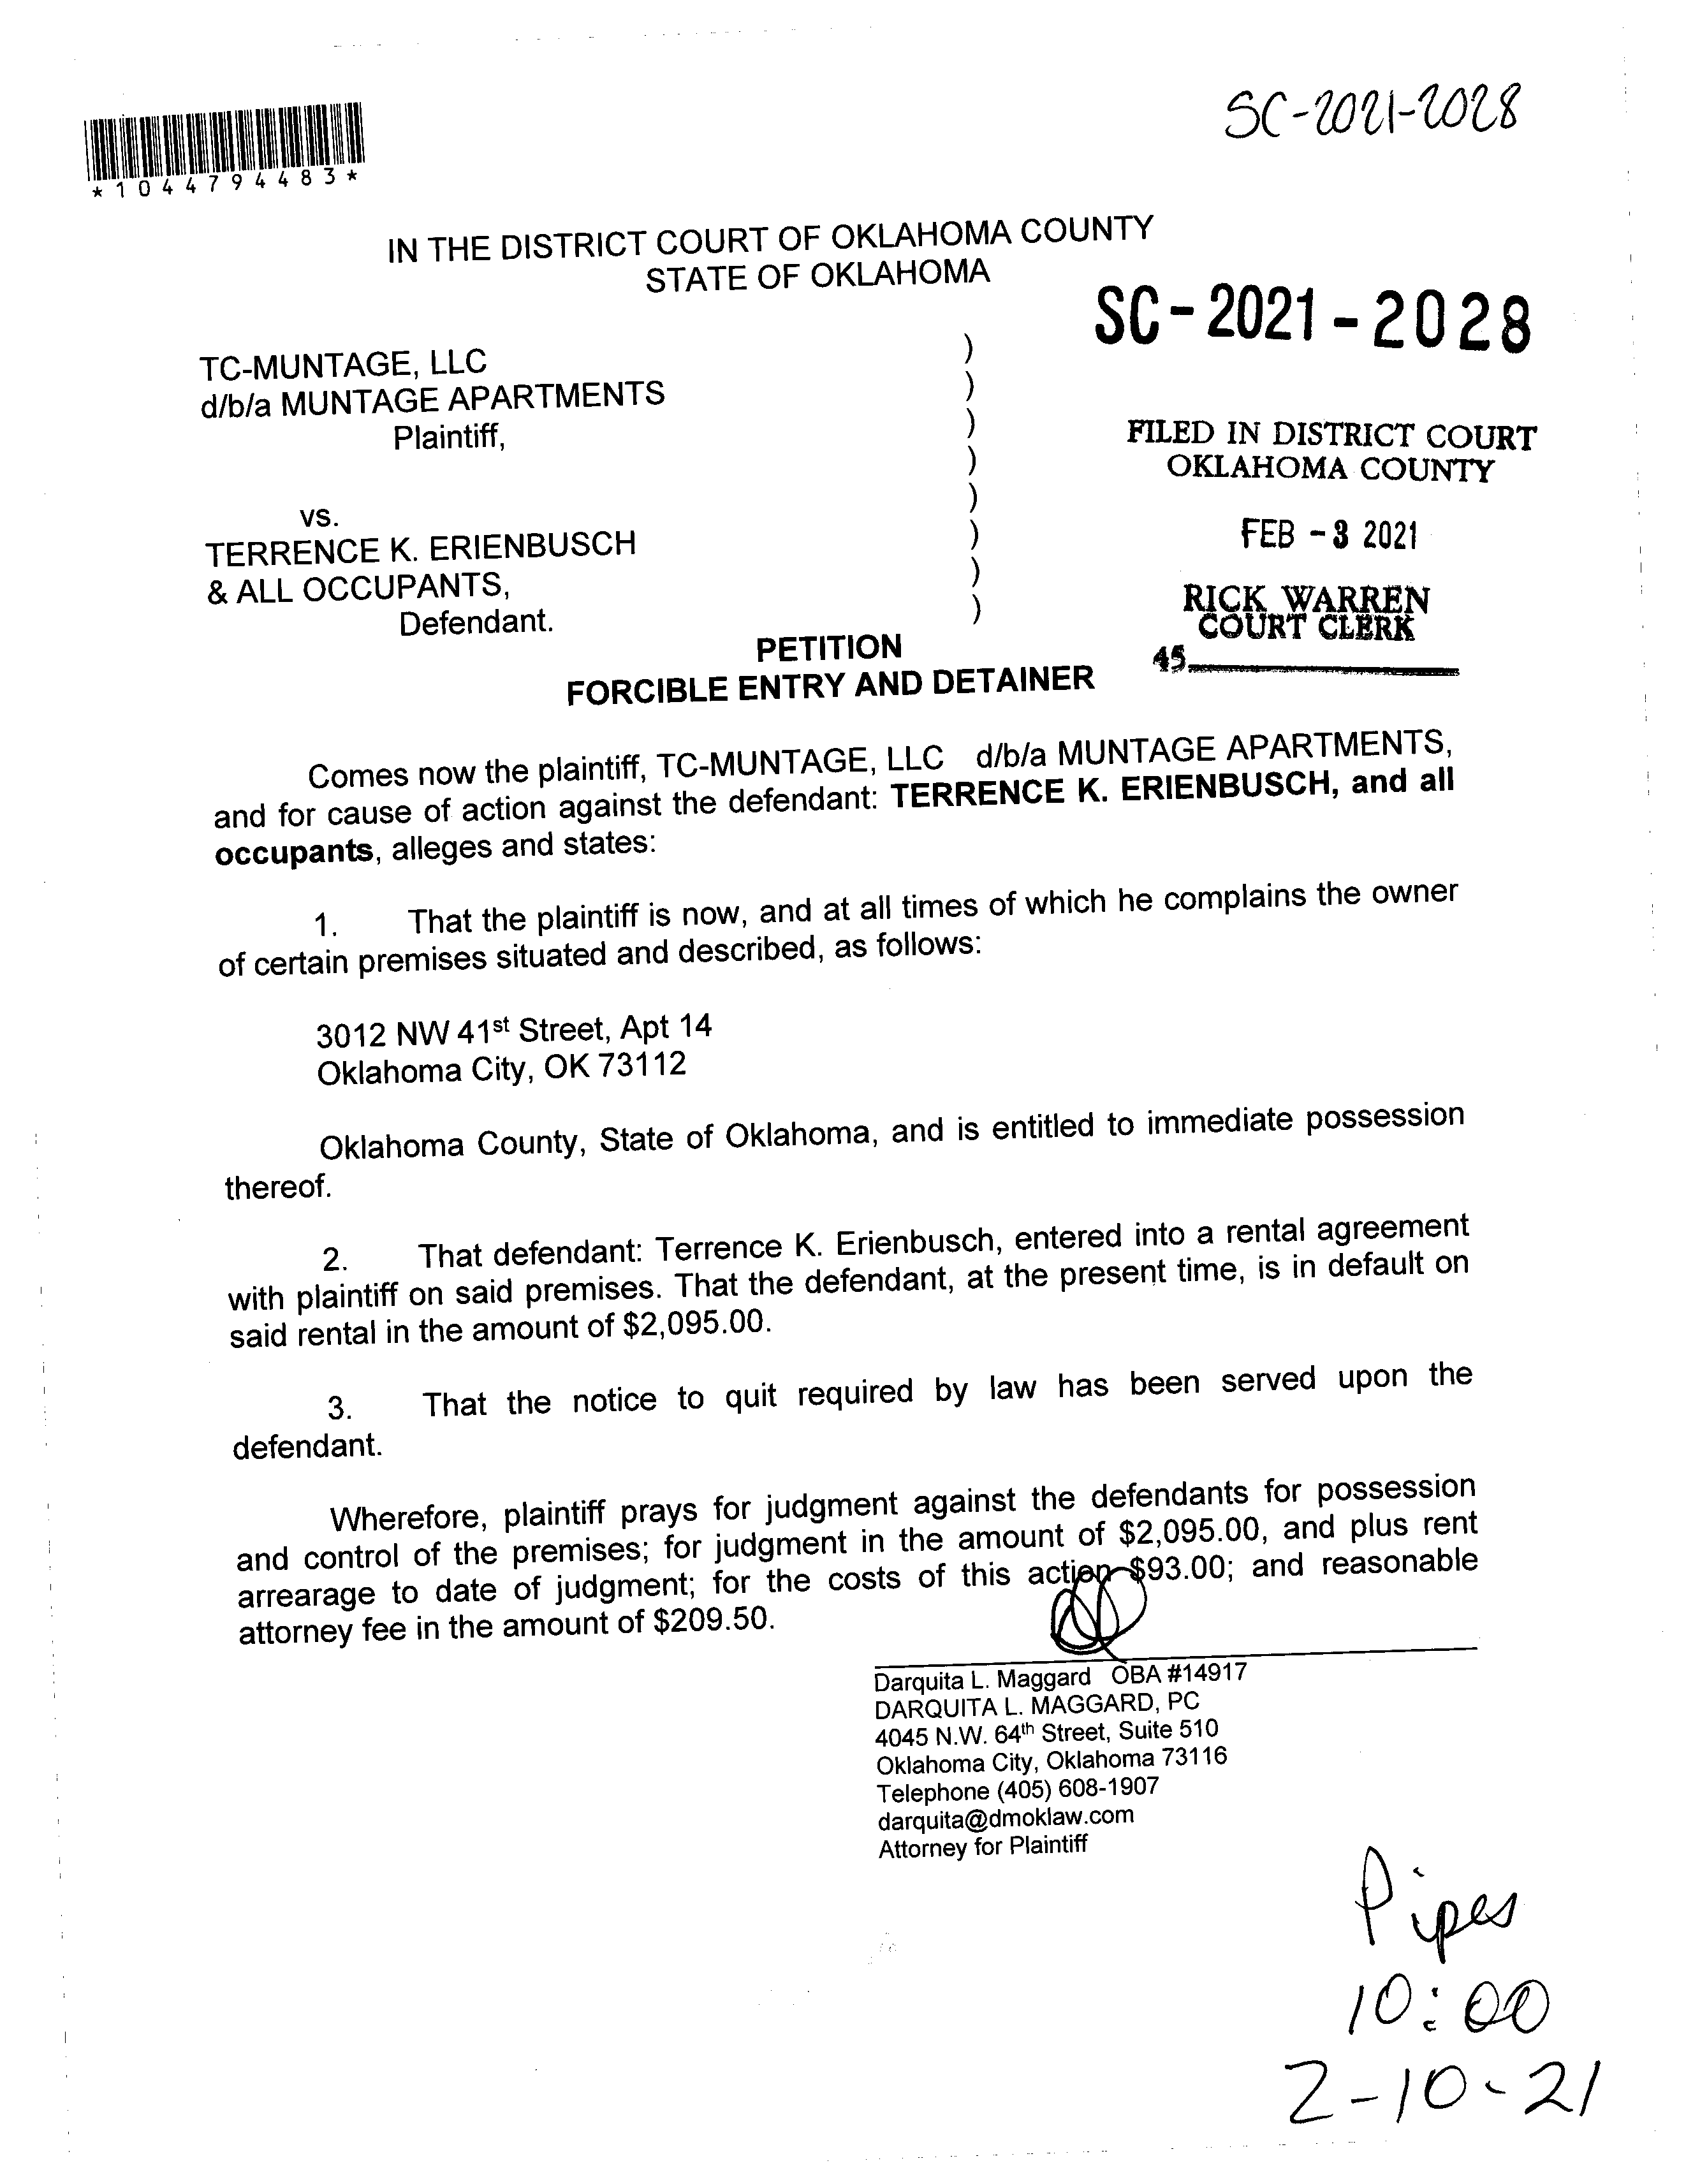 SC-2021-2028
*1044794483*
IN THE DISTRICT COURT OF OKLAHOMA COUNTY
STATE OF OKLAHOMA
SC-2021-2028
TC-MUNTAGE, LLC )
d/b/a MUNTAGE APARTMENTS )
Plaintiff, )
)
)
vs. )
TERRENCE K. ERIENBUSCH )
& ALL OCCUPANTS, )
Defendant.
FILED IN DISTRICT COURT
OKLAHOMA COUNTY
FEB -3 2021
RICK WARREN
COURT CLERK
45
PETITION
FORCIBLE ENTRY AND DETAINER
Comes now the plaintiff, TC-MUNTAGE, LLC d/b/a MUNTAGE APARTMENTS,
and for cause of action against the defendant: TERRENCE K. ERIENBUSCH, and all
occupants, alleges and states:
1. That the plaintiff is now, and at all times of which he complains the owner
of certain premises situated and described, as follows:
3012 NW 41st Street, Apt 14
Oklahoma City, OK 73112
Oklahoma County, State of Oklahoma, and is entitled to immediate possession
thereof.
2. That defendant: Terrence K. Erienbusch, entered into a rental agreement
with plaintiff on said premises. That the defendant, at the present time, is in default on
said rental in the amount of $2,095.00.
3. That the notice to quit required by law has been served upon the
defendant.
Wherefore, plaintiff prays for judgment against the defendants for possession
and control of the premises; for judgment in the amount of $2,095.00, and plus rent
arrearage to date of judgment; for the costs of this action $93.00; and reasonable
attorney fee in the amount of $209.50.
Darquita L. Maggard OBA #14917
DARQUITA L. MAGGARD, PC
4045 N.W. 64th Street, Suite 510
Oklahoma City, Oklahoma 73116
Telephone (405) 608-1907
darquita@dmoklaw.com
Attorney for Plaintiff
Pipes
10:00
2-10-21